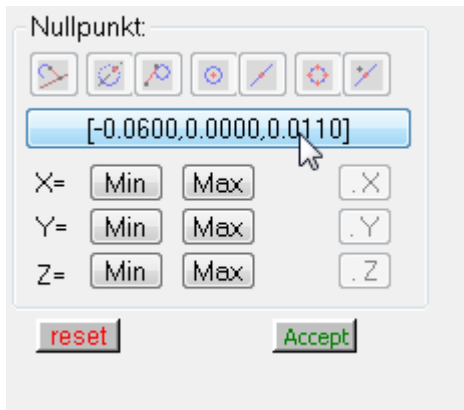 Nullpunkt:
[-0.0600,0.0000,0.0110]
X= Min Max .X
Y= Min Max .Y
Z= Min Max .Z
reset Accept